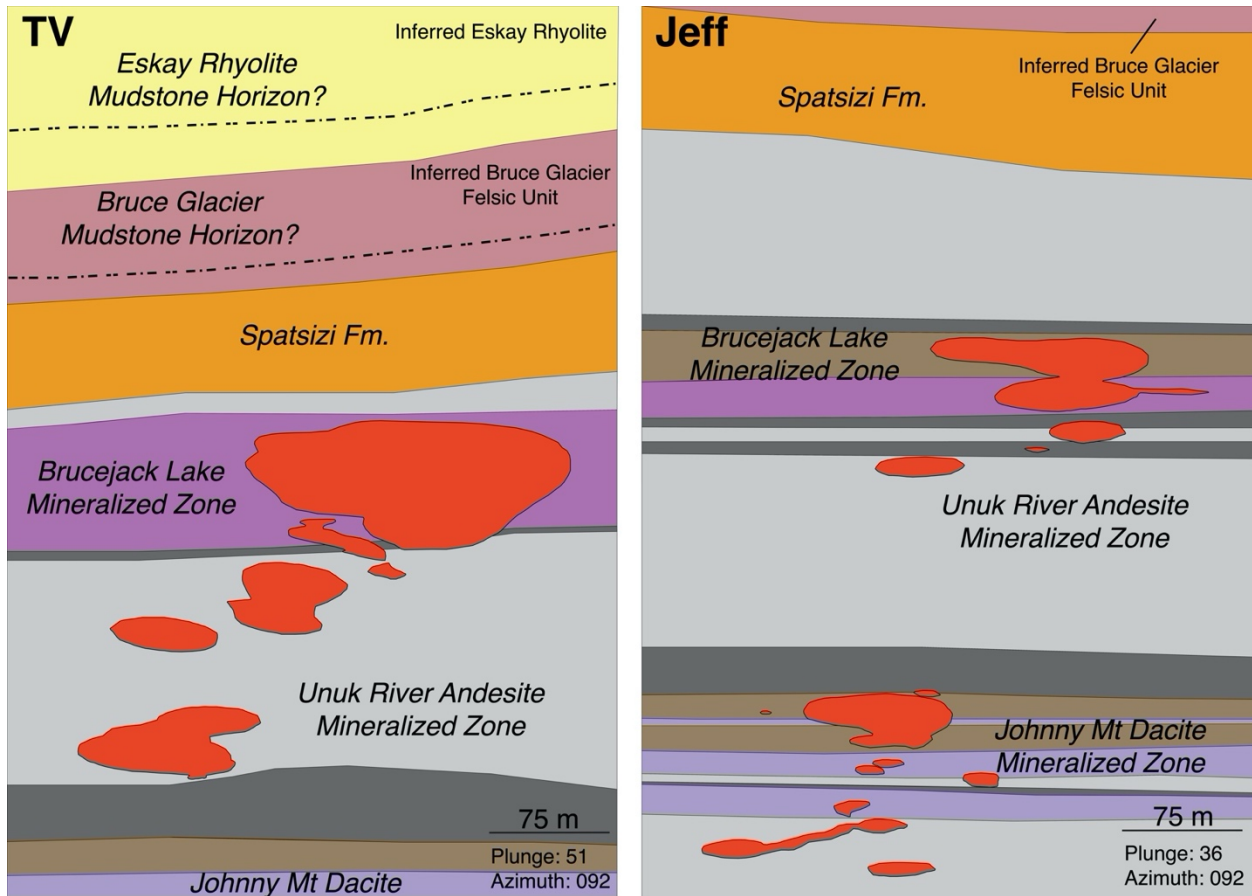 TV
Inferred Eskay Rhyolite
Eskay Rhyolite
Mudstone Horizon?
Inferred Bruce Glacier
Felsic Unit
Bruce Glacier
Mudstone Horizon?
Spatsizi Fm.
Brucejack Lake
Mineralized Zone
Unuk River Andesite
Mineralized Zone
75 m
Plunge: 51
Azimuth: 092
Johnny Mt Dacite
Jeff
Inferred Bruce Glacier
Felsic Unit
Spatsizi Fm.
Brucejack Lake
Mineralized Zone
Unuk River Andesite
Mineralized Zone
Johnny Mt Dacite
Mineralized Zone
75 m
Plunge: 36
Azimuth: 092